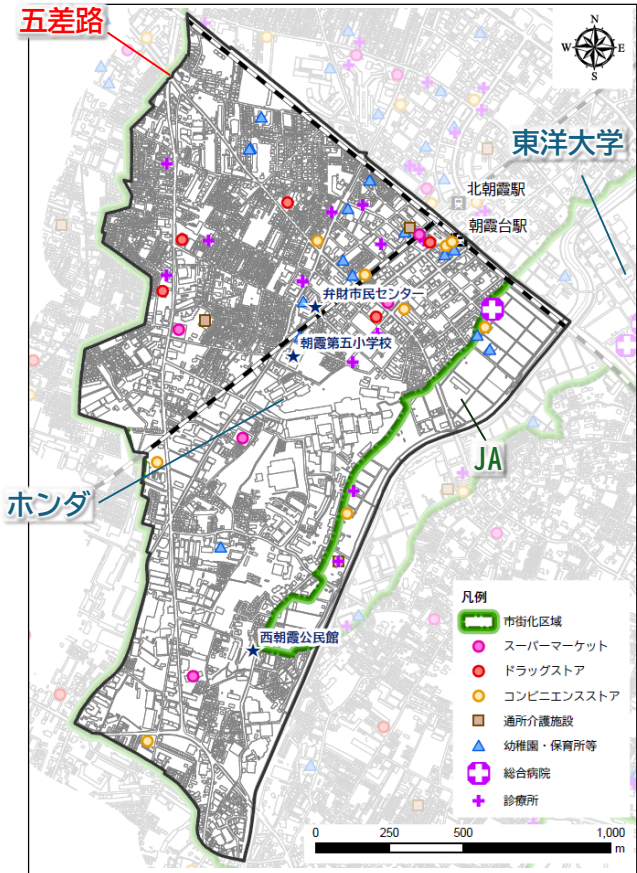 五差路
N
W
E
S
東洋大学
北朝霞駅
朝霞台駅
弁財市民センター
朝霞第五小学校
JA
ホンダ
西朝霞公民館
凡例
市街化区域
スーパーマーケット
ドラッグストア
コンビニエンスストア
通所介護施設
幼稚園・保育所等
総合病院
診療所
0 250 500 1,000
m